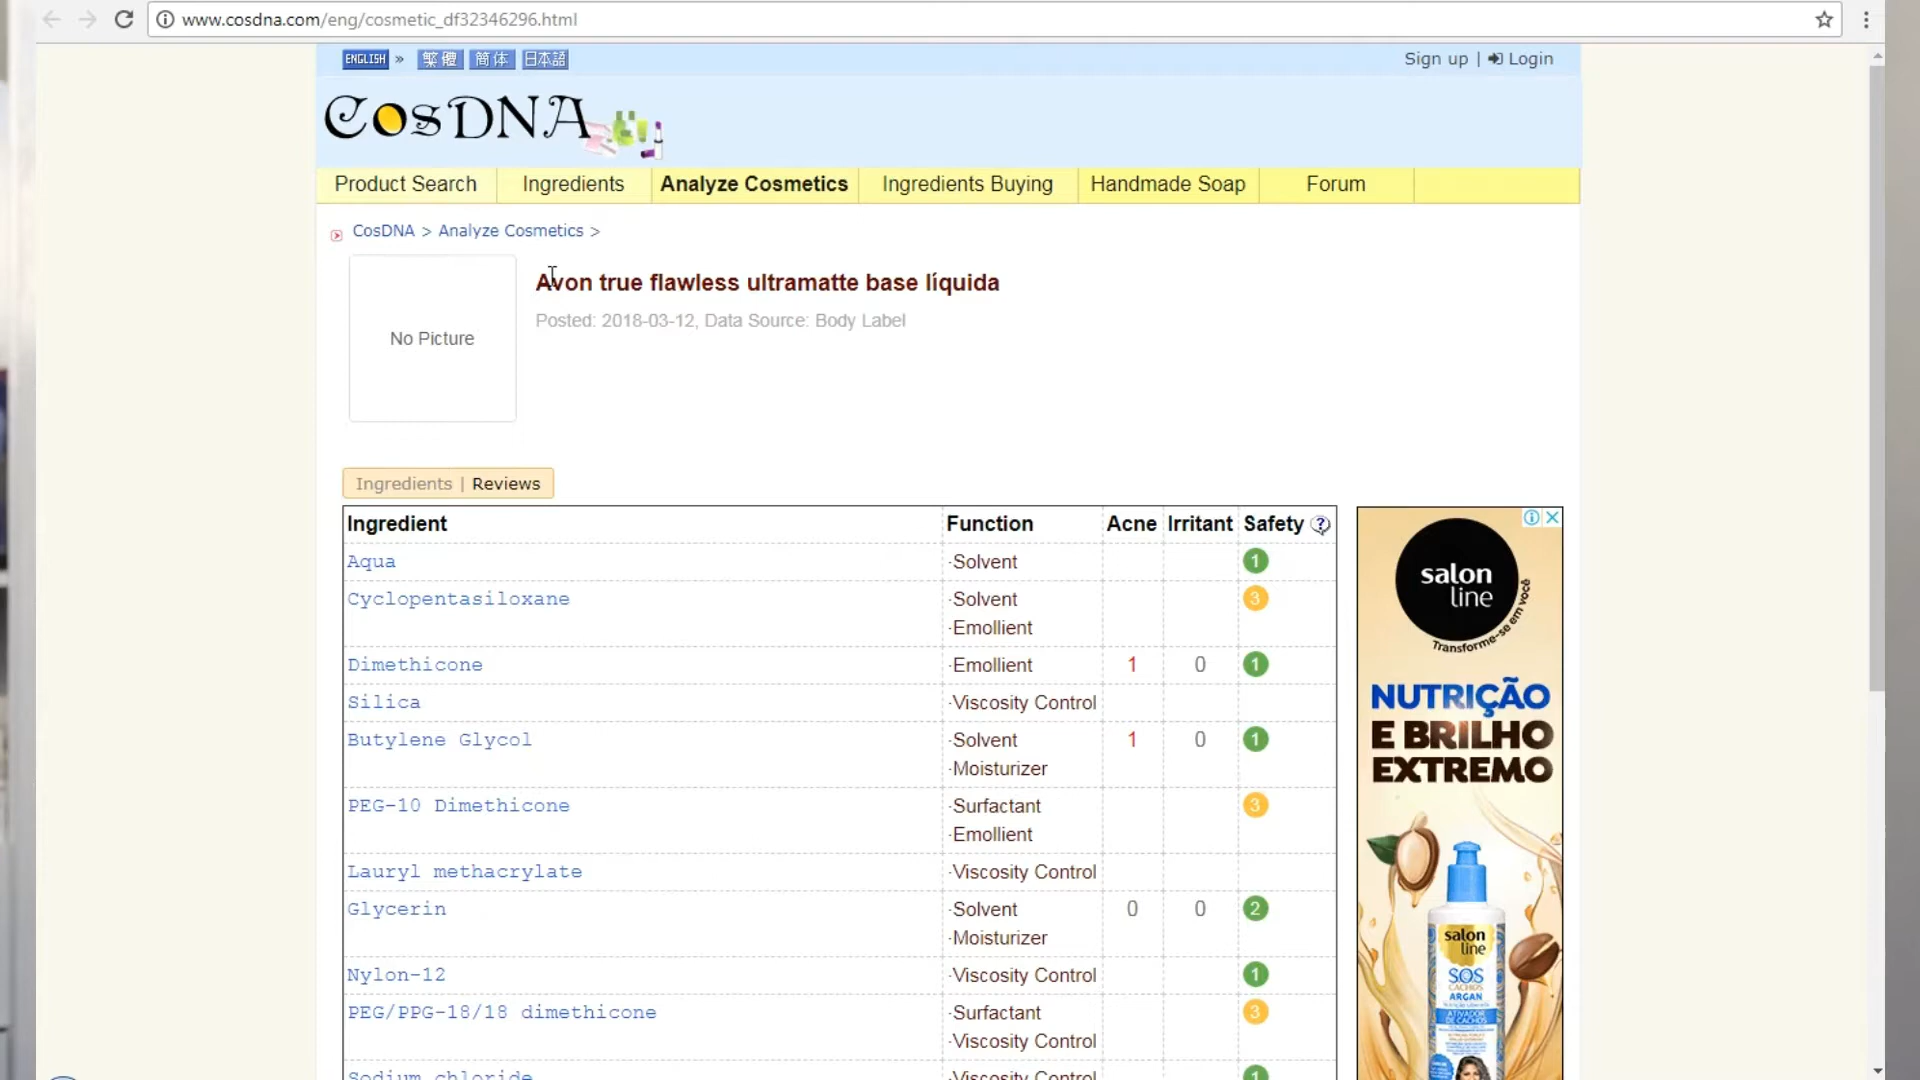 www.cosdna.com/eng/cosmetic_df32346296.html
ENGLISH » 繁體 簡体 日本語
Sign up | Login
CosDNA
Product Search Ingredients Analyze Cosmetics Ingredients Buying Handmade Soap Forum
CosDNA > Analyze Cosmetics >
No Picture
Avon true flawless ultramatte base líquida
Posted: 2018-03-12, Data Source: Body Label
Ingredients | Reviews
Ingredient Function Acne Irritant Safety ?
Aqua ·Solvent 1
Cyclopentasiloxane ·Solvent 3
·Emollient
Dimethicone ·Emollient 1 0 1
Silica ·Viscosity Control
Butylene Glycol ·Solvent 1 0 1
·Moisturizer
PEG-10 Dimethicone ·Surfactant 3
·Emollient
Lauryl methacrylate ·Viscosity Control
Glycerin ·Solvent 0 0 2
·Moisturizer
Nylon-12 ·Viscosity Control 1
PEG/PPG-18/18 dimethicone ·Surfactant 3
·Viscosity Control
Sodium chloride ·Viscosity Control 1
salon
line
Transforme-se em você
NUTRIÇÃO
E BRILHO
EXTREMO
salon
line
SOS
CACHOS
ARGAN
ATIVADOR
DE CACHOS